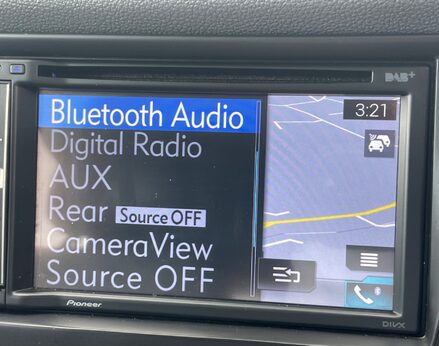 DAB+
Bluetooth Audio
3:21
Digital Radio
AUX
Rear Source OFF
CameraView
Source OFF
Pioneer
DIVX